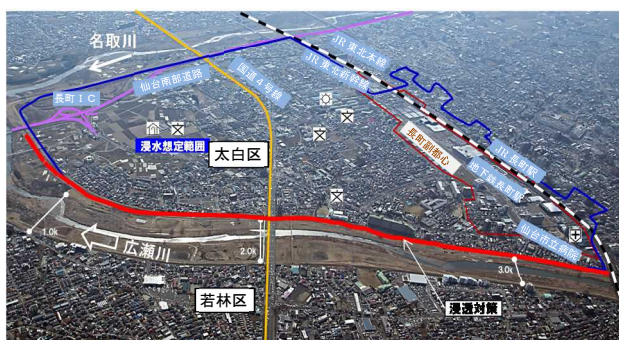 名取川
JR東北本線
JR東北新幹線
国道4号線
仙台南部道路
長町IC
浸水想定範囲
太白区
長町副都心
JR長町駅
地下鉄長町駅
仙台市立病院
1.0k
広瀬川
2.0k
3.0k
若林区
浸透対策